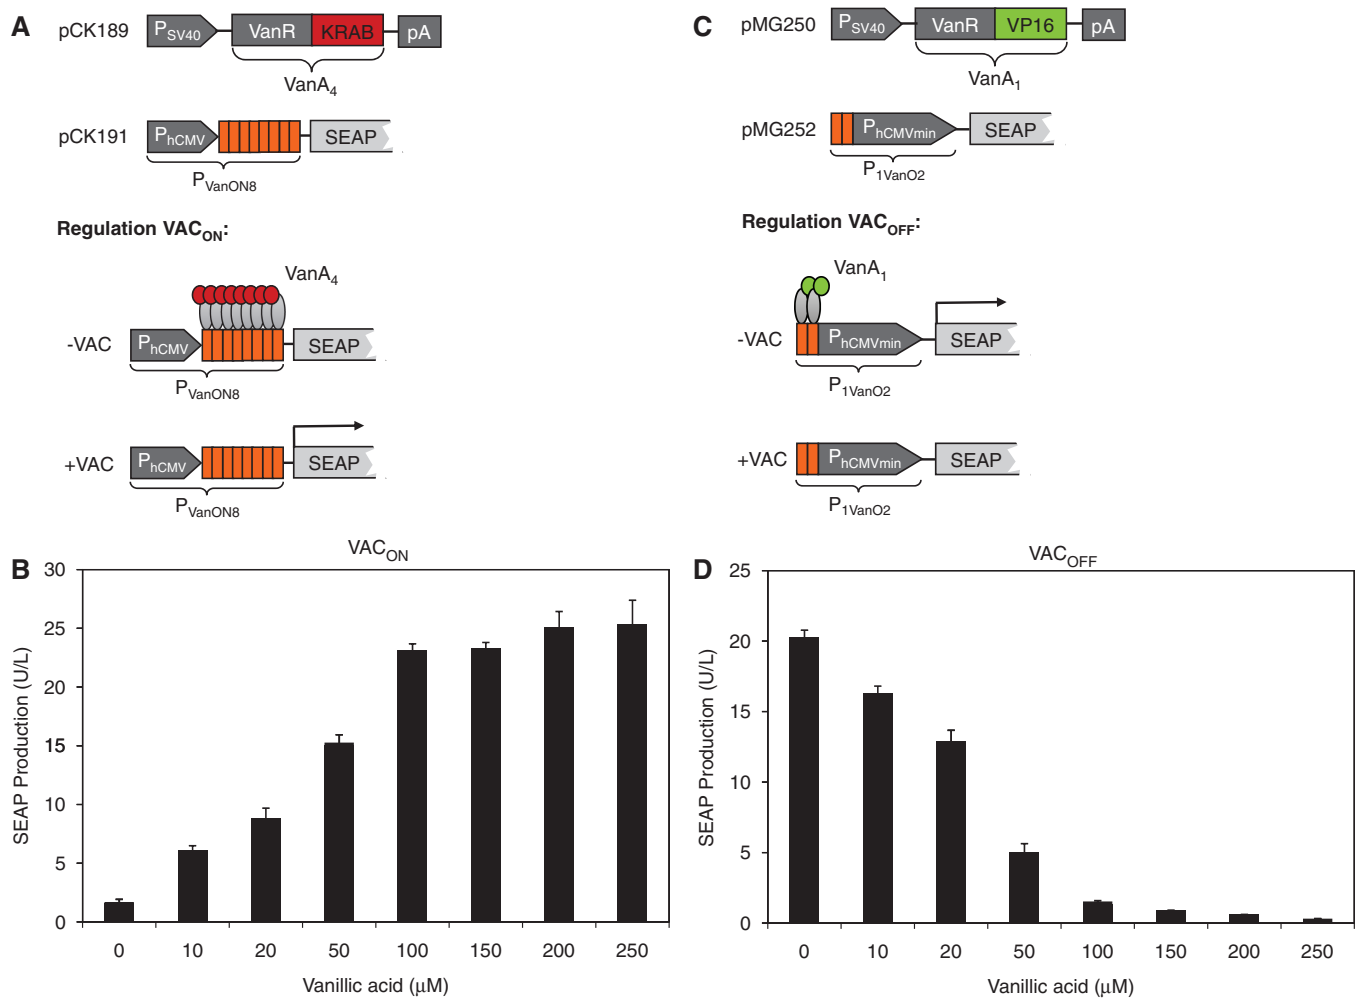 A
pCK189 PSV40 VanR KRAB pA
VanA4
pCK191 PhCMV SEAP
PVanON8
Regulation VACON:
VanA4
-VAC PhCMV SEAP
PVanON8
+VAC PhCMV SEAP
PVanON8
B
VACON
SEAP Production (U/L)
30
25
20
15
10
5
0
0 10 20 50 100 150 200 250
Vanillic acid (μM)
C
pMG250 PSV40 VanR VP16 pA
VanA1
pMG252 PhCMVmin SEAP
P1VanO2
Regulation VACOFF:
VanA1
-VAC PhCMVmin SEAP
P1VanO2
+VAC PhCMVmin SEAP
P1VanO2
D
VACOFF
SEAP Production (U/L)
25
20
15
10
5
0
0 10 20 50 100 150 200 250
Vanillic acid (μM)